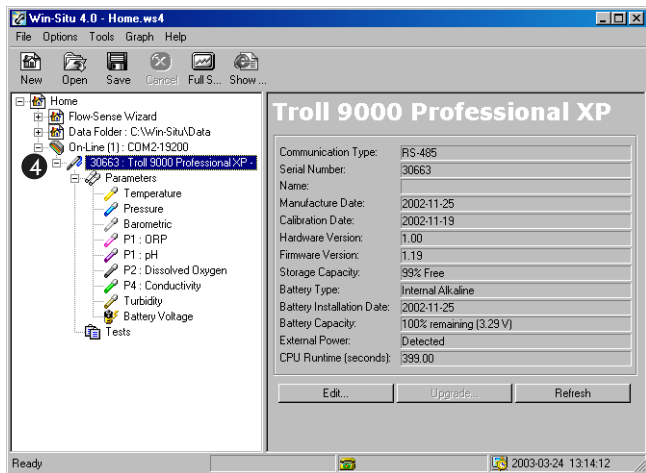 Win-Situ 4.0 - Home.ws4
File Options Tools Graph Help
New Open Save Cancel Full S... Show ...
Home
Flow-Sense Wizard
Data Folder : C:\Win-Situ\Data
On-Line (1) : COM2-19200
4 30663 : Troll 9000 Professional XP -
Parameters
Temperature
Pressure
Barometric
P1 : ORP
P1 : pH
P2 : Dissolved Oxygen
P4 : Conductivity
Turbidity
Battery Voltage
Tests
Troll 9000 Professional XP
Communication Type: RS-485
Serial Number: 30663
Name:
Manufacture Date: 2002-11-25
Calibration Date: 2002-11-19
Hardware Version: 1.00
Firmware Version: 1.19
Storage Capacity: 99% Free
Battery Type: Internal Alkaline
Battery Installation Date: 2002-11-25
Battery Capacity: 100% remaining (3.29 V)
External Power: Detected
CPU Runtime (seconds): 399.00
Edit... Upgrade... Refresh
Ready 2003-03-24 13:14:12